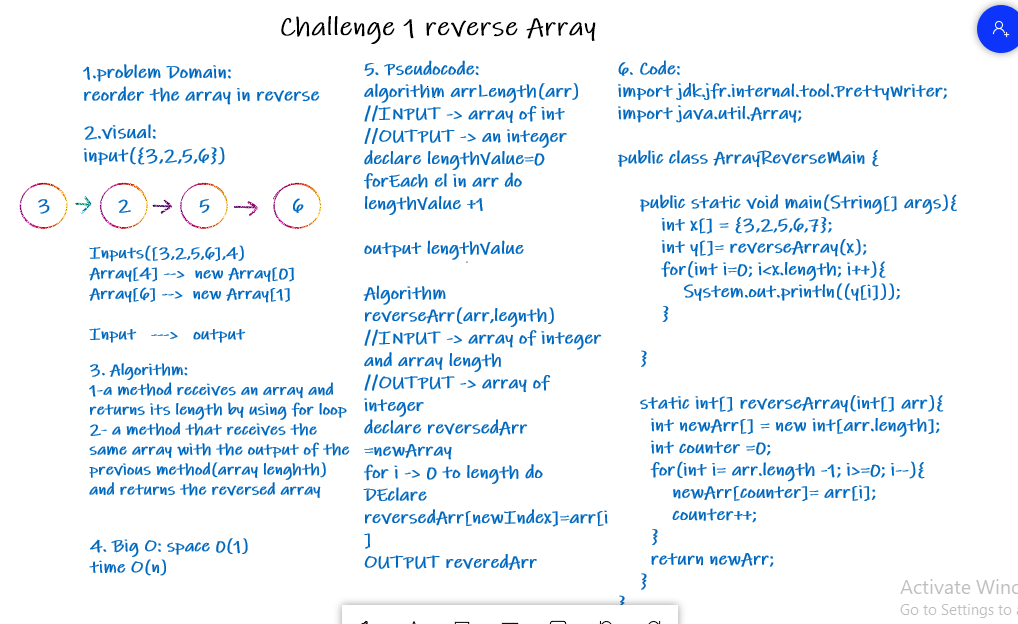 Challenge 1 reverse Array
1.problem Domain:
reorder the array in reverse
2.visual:
input({3,2,5,6})
3 2 5 6
Inputs([3,2,5,6],4)
Array[4] --> new Array[0]
Array[6] --> new Array[1]
Input ---> output
3. Algorithm:
1-a method receives an array and
returns its length by using for loop
2- a method that receives the
same array with the output of the
previous method(array lenghth)
and returns the reversed array
4. Big O: space O(1)
time O(n)
5. Pseudocode:
algorithm arrLength(arr)
//INPUT -> array of int
//OUTPUT -> an integer
declare lengthValue=0
forEach el in arr do
lengthValue +1
output lengthValue
Algorithm
reverseArr(arr,legnth)
//INPUT -> array of integer
and array length
//OUTPUT -> array of
integer
declare reversedArr
=newArray
for i -> 0 to length do
DEclare
reversedArr[newIndex]=arr[i
]
OUTPUT reveredArr
6. Code:
import jdk.jfr.internal.tool.PrettyWriter;
import java.util.Array;
public class ArrayReverseMain {
public static void main(String[] args){
int x[] = {3,2,5,6,7};
int y[]= reverseArray(x);
for(int i=0; i<x.length; i++){
System.out.println((y[i]));
}
}
static int[] reverseArray(int[] arr){
int newArr[] = new int[arr.length];
int counter =0;
for(int i= arr.length -1; i>=0; i--){
newArr[counter]= arr[i];
counter++;
}
return newArr;
}
}
Activate Winc
Go to Settings to